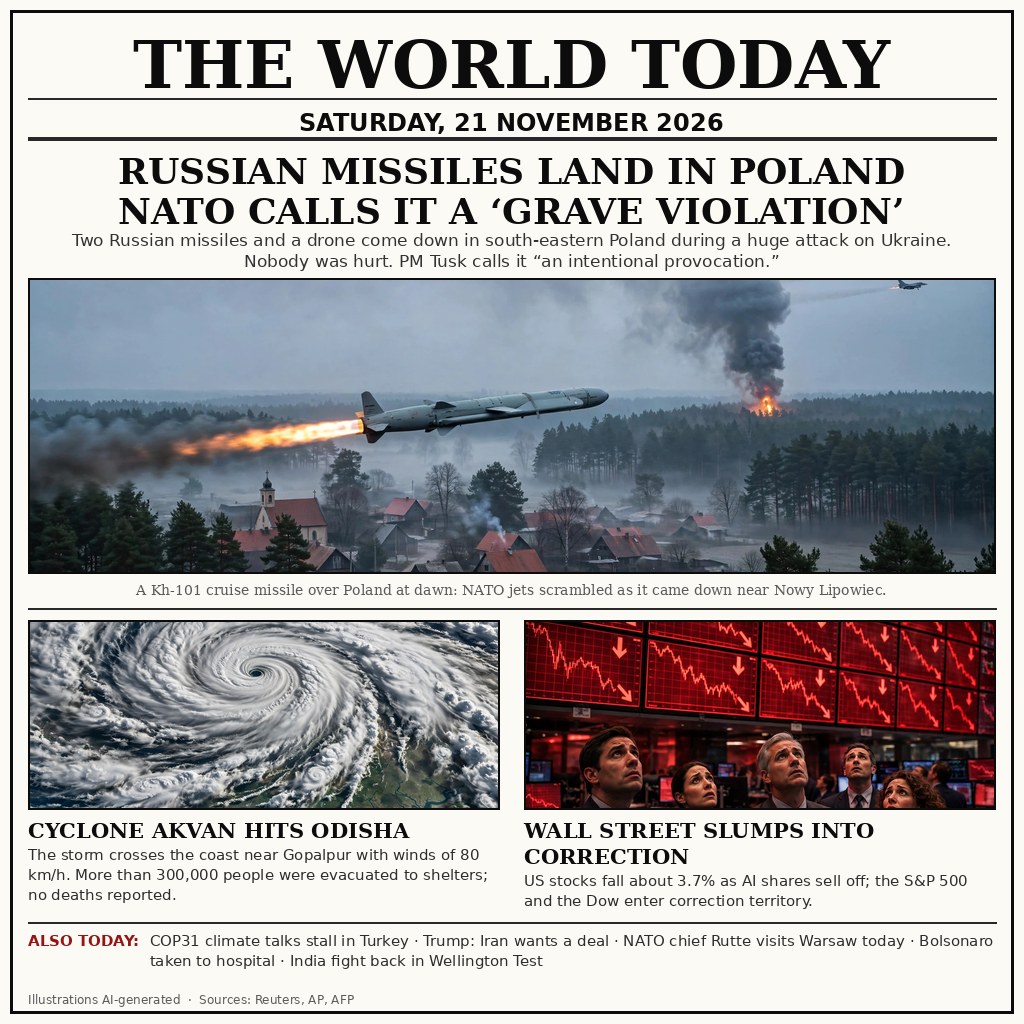 THE WORLD TODAY
SATURDAY, 21 NOVEMBER 2026
RUSSIAN MISSILES LAND IN POLAND
NATO CALLS IT A ‘GRAVE VIOLATION’
Two Russian missiles and a drone come down in south-eastern Poland during a huge attack on Ukraine.
Nobody was hurt. PM Tusk calls it “an intentional provocation.”
A Kh-101 cruise missile over Poland at dawn: NATO jets scrambled as it came down near Nowy Lipowiec.
CYCLONE AKVAN HITS ODISHA
The storm crosses the coast near Gopalpur with winds of 80
km/h. More than 300,000 people were evacuated to shelters;
no deaths reported.
WALL STREET SLUMPS INTO
CORRECTION
US stocks fall about 3.7% as AI shares sell off; the S&P 500
and the Dow enter correction territory.
ALSO TODAY: COP31 climate talks stall in Turkey · Trump: Iran wants a deal · NATO chief Rutte visits Warsaw today · Bolsonaro
taken to hospital · India fight back in Wellington Test
Illustrations AI-generated · Sources: Reuters, AP, AFP